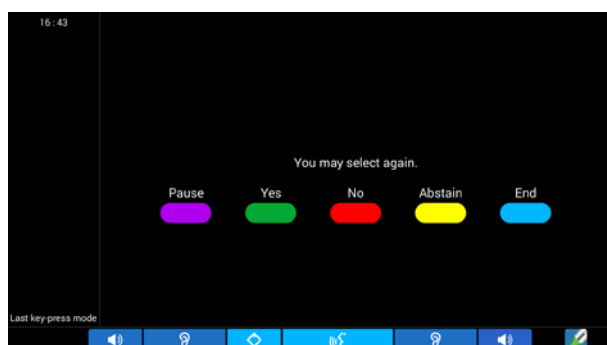 16:43
You may select again.
Pause Yes No Abstain End
Last key-press mode